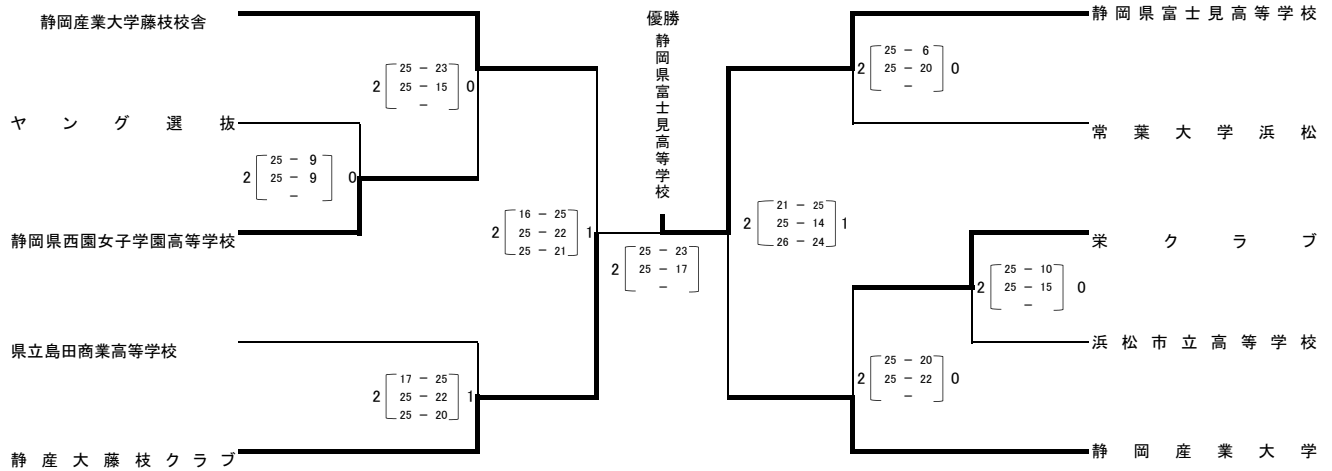 優勝
静岡県富士見高等学校
静岡産業大学藤枝校舎
2 25 － 23 0
25 － 15
－
ヤング選抜
2 25 － 9 0
25 － 9
－
静岡県西園女子学園高等学校
2 16 － 25 1
25 － 22
25 － 21
県立島田商業高等学校
2 17 － 25 1
25 － 22
25 － 20
静産大藤枝クラブ
2 25 － 23
25 － 17
－
静岡県富士見高等学校
2 25 － 6 0
25 － 20
－
常葉大学浜松
2 21 － 25 1
25 － 14
26 － 24
栄クラブ
2 25 － 10 0
25 － 15
－
浜松市立高等学校
2 25 － 20 0
25 － 22
－
静岡産業大学